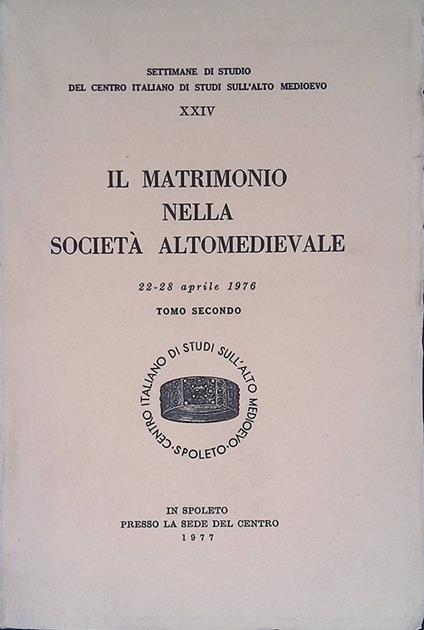 SETTIMANE DI STUDIO
DEL CENTRO ITALIANO DI STUDI SULL'ALTO MEDIOEVO
XXIV
IL MATRIMONIO
NELLA
SOCIETÀ ALTOMEDIEVALE
22-28 aprile 1976
TOMO SECONDO
CENTRO ITALIANO DI STUDI SULL'ALTO MEDIOEVO · SPOLETO ·
IN SPOLETO
PRESSO LA SEDE DEL CENTRO
1977